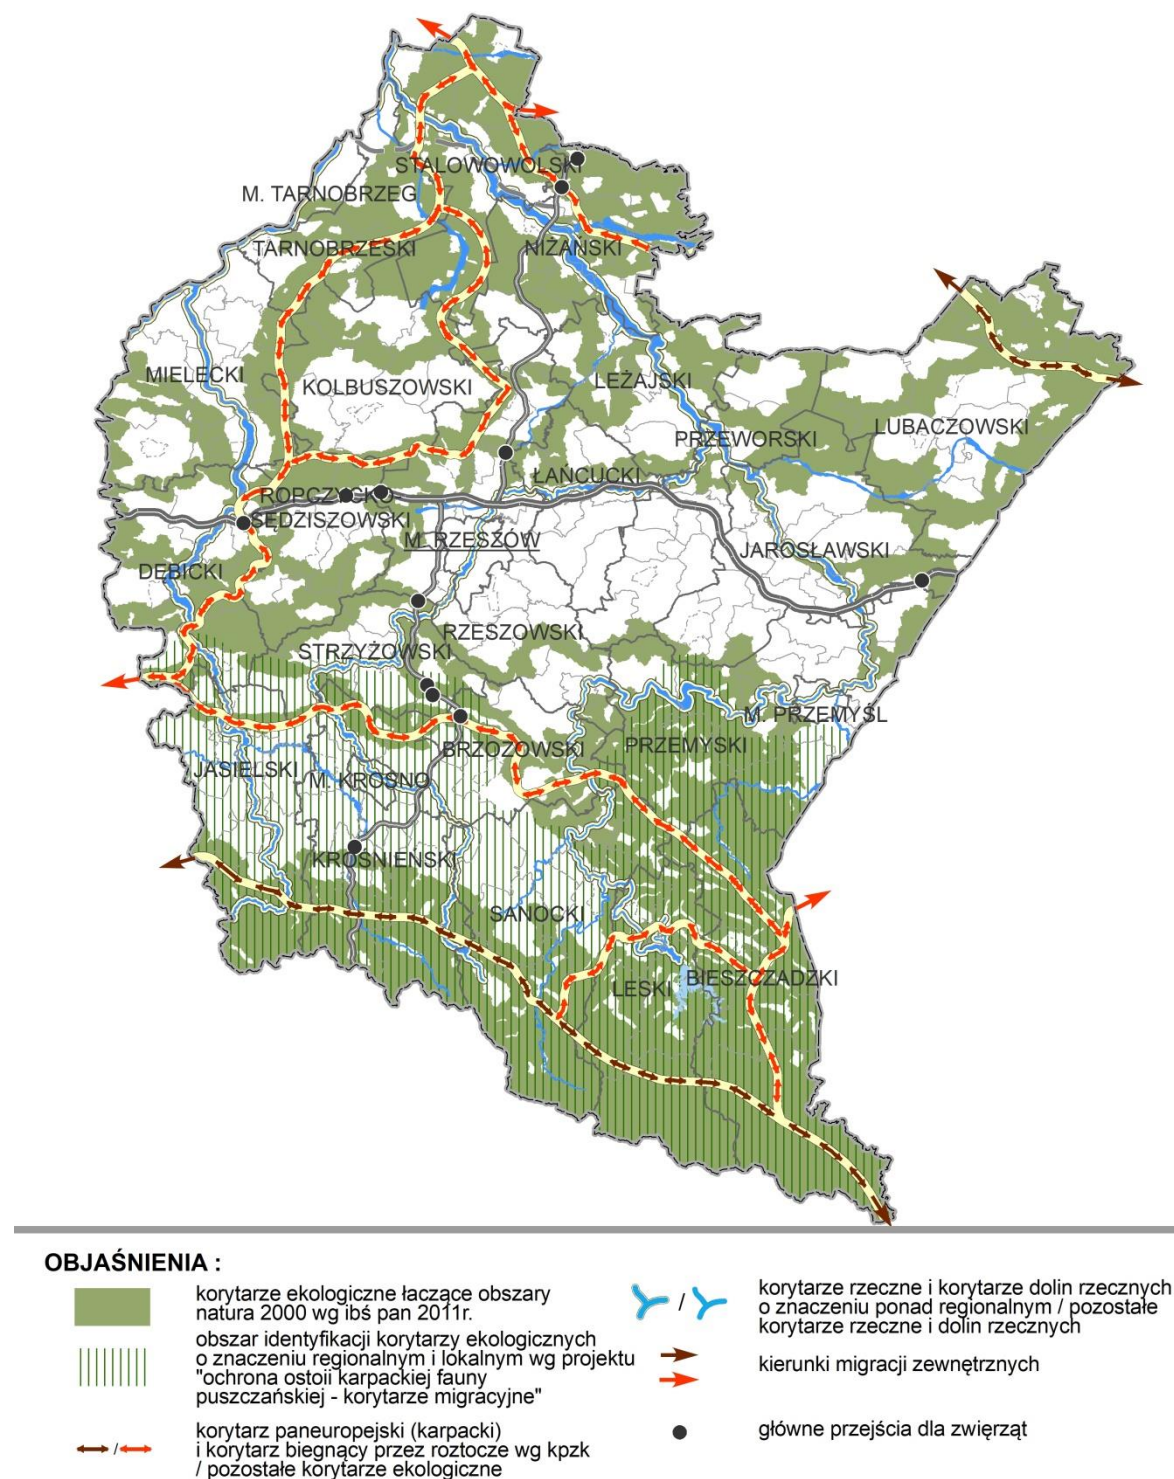 STALOWOWOLSKI
M. TARNOBRZEG
TARNOBRZESKI
NIŻAŃSKI
MIELECKI
KOLBUSZOWSKI
LEŻAJSKI
LUBACZOWSKI
PRZEWORSKI
ŁAŃCUCKI
ROPCZYCKO
SĘDZISZOWSKI
M. RZESZÓW
JAROSŁAWSKI
DĘBICKI
RZESZOWSKI
STRZYŻOWSKI
M. PRZEMYŚL
BRZOZOWSKI
PRZEMYSKI
JASIELSKI
M. KROSNO
KROŚNIEŃSKI
SANOCKI
LESKI
BIESZCZADZKI
OBJAŚNIENIA :
korytarze ekologiczne łaczące obszary
natura 2000 wg ibś pan 2011r.
obszar identyfikacji korytarzy ekologicznych
o znaczeniu regionalnym i lokalnym wg projektu
"ochrona ostoii karpackiej fauny
puszczańskiej - korytarze migracyjne"
korytarz paneuropejski (karpacki)
i korytarz biegnący przez roztocze wg kpzk
/ pozostałe korytarze ekologiczne
korytarze rzeczne i korytarze dolin rzecznych
o znaczeniu ponad regionalnym / pozostałe
korytarze rzeczne i dolin rzecznych
kierunki migracji zewnętrznych
główne przejścia dla zwięrząt